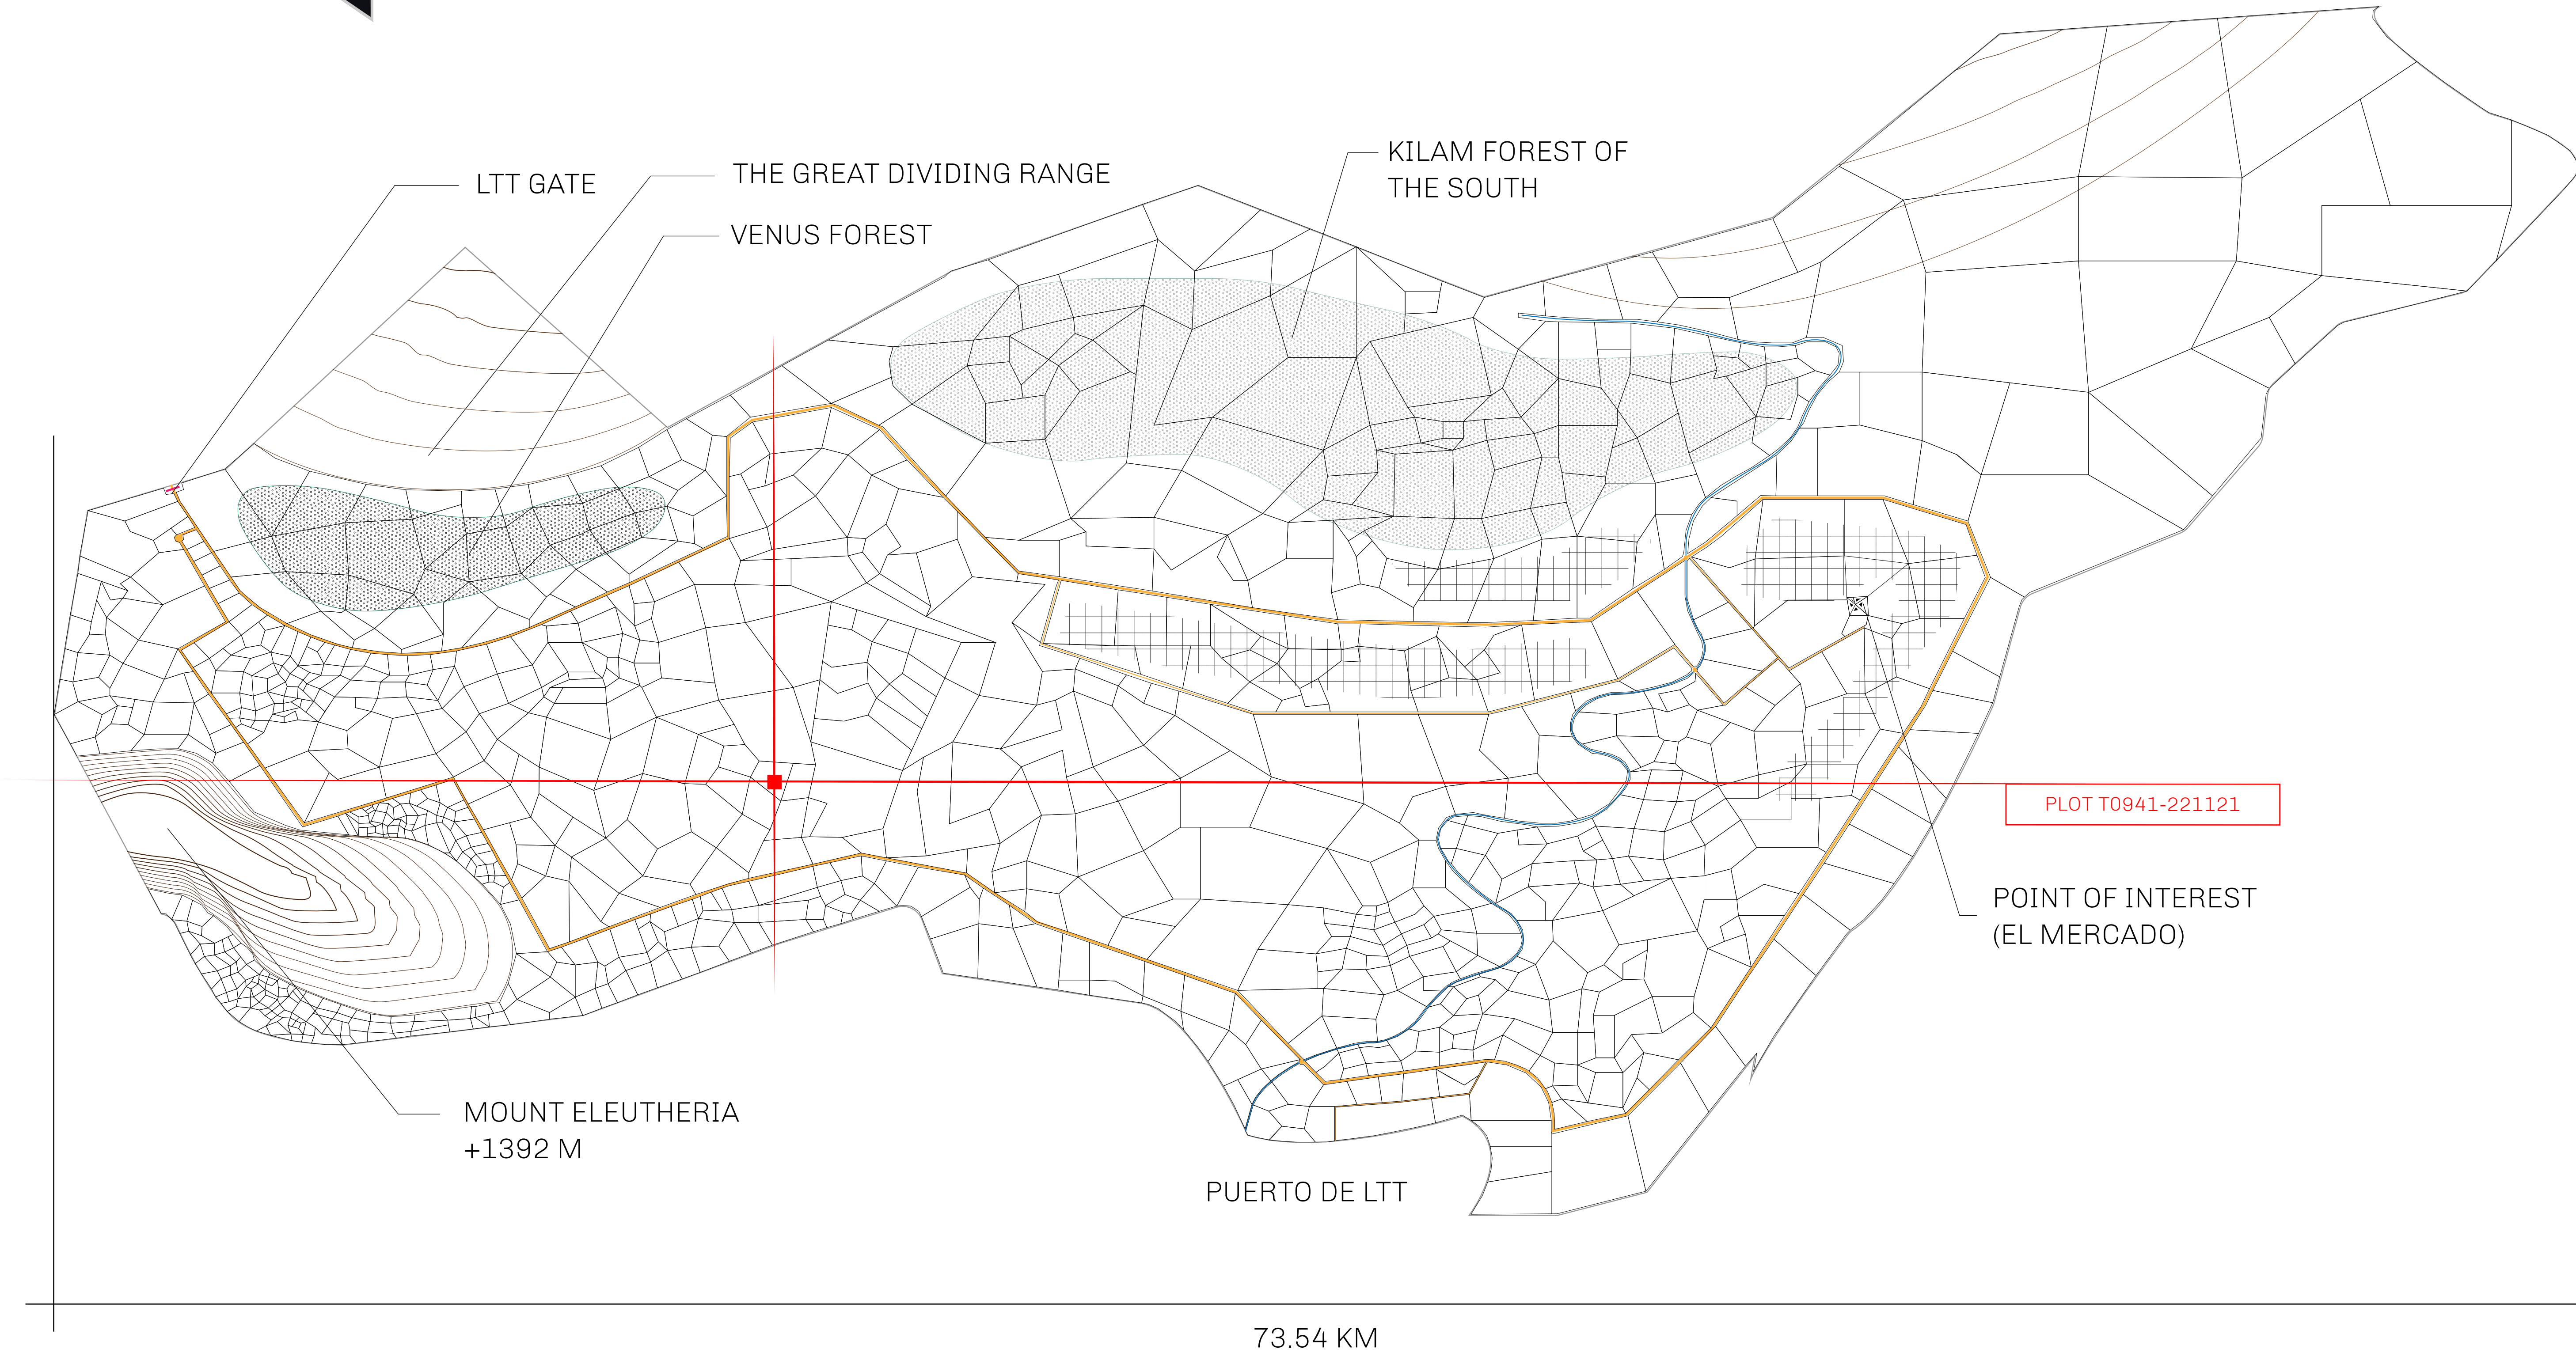 KILAM FOREST OF
THE SOUTH
THE GREAT DIVIDING RANGE
LTT GATE
VENUS FOREST
PLOT T0941-221121
POINT OF INTEREST
(EL MERCADO)
MOUNT ELEUTHERIA
+1392 M
PUERTO DE LTT
73.54 KM